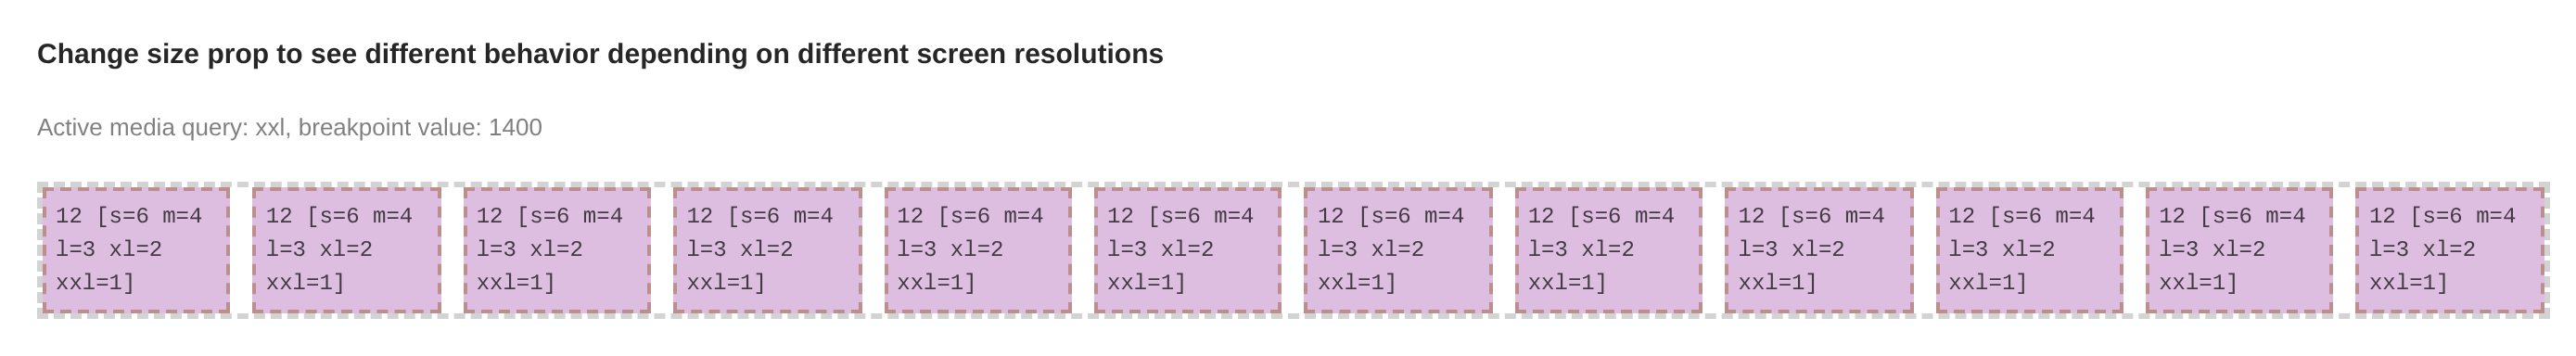 Change size prop to see different behavior depending on different screen resolutions
Active media query: xxl, breakpoint value: 1400
12 [s=6 m=4
l=3 xl=2
xxl=1]
12 [s=6 m=4
l=3 xl=2
xxl=1]
12 [s=6 m=4
l=3 xl=2
xxl=1]
12 [s=6 m=4
l=3 xl=2
xxl=1]
12 [s=6 m=4
l=3 xl=2
xxl=1]
12 [s=6 m=4
l=3 xl=2
xxl=1]
12 [s=6 m=4
l=3 xl=2
xxl=1]
12 [s=6 m=4
l=3 xl=2
xxl=1]
12 [s=6 m=4
l=3 xl=2
xxl=1]
12 [s=6 m=4
l=3 xl=2
xxl=1]
12 [s=6 m=4
l=3 xl=2
xxl=1]
12 [s=6 m=4
l=3 xl=2
xxl=1]